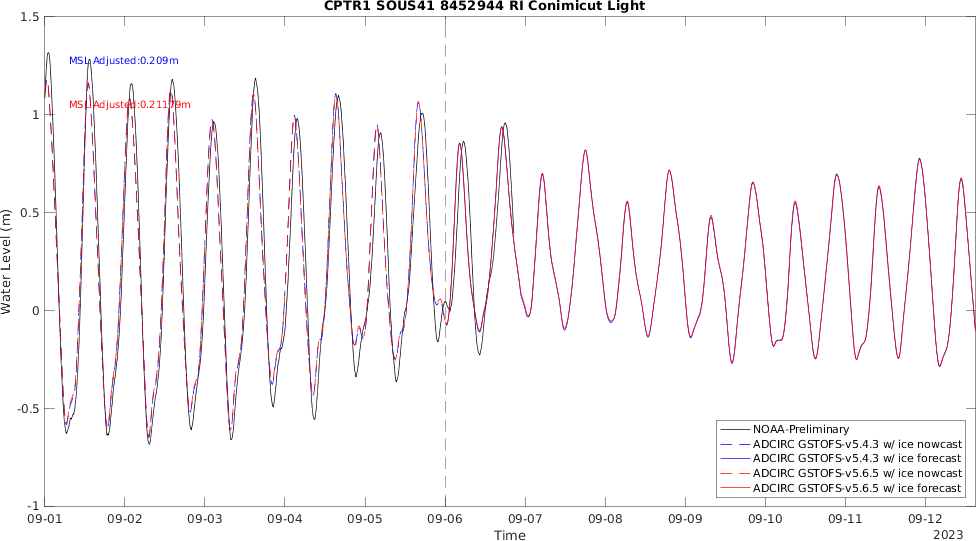 CPTR1 SOUS41 8452944 RI Conimicut Light
1.5
MSL Adjusted:0.209m
MSL Adjusted:0.21179m
1
0.5
0
-0.5
-1
Water Level (m)
NOAA-Preliminary
ADCIRC GSTOFS-v5.4.3 w/ ice nowcast
ADCIRC GSTOFS-v5.4.3 w/ ice forecast
ADCIRC GSTOFS-v5.6.5 w/ ice nowcast
ADCIRC GSTOFS-v5.6.5 w/ ice forecast
09-01 09-02 09-03 09-04 09-05 09-06 09-07 09-08 09-09 09-10 09-11 09-12
Time
2023